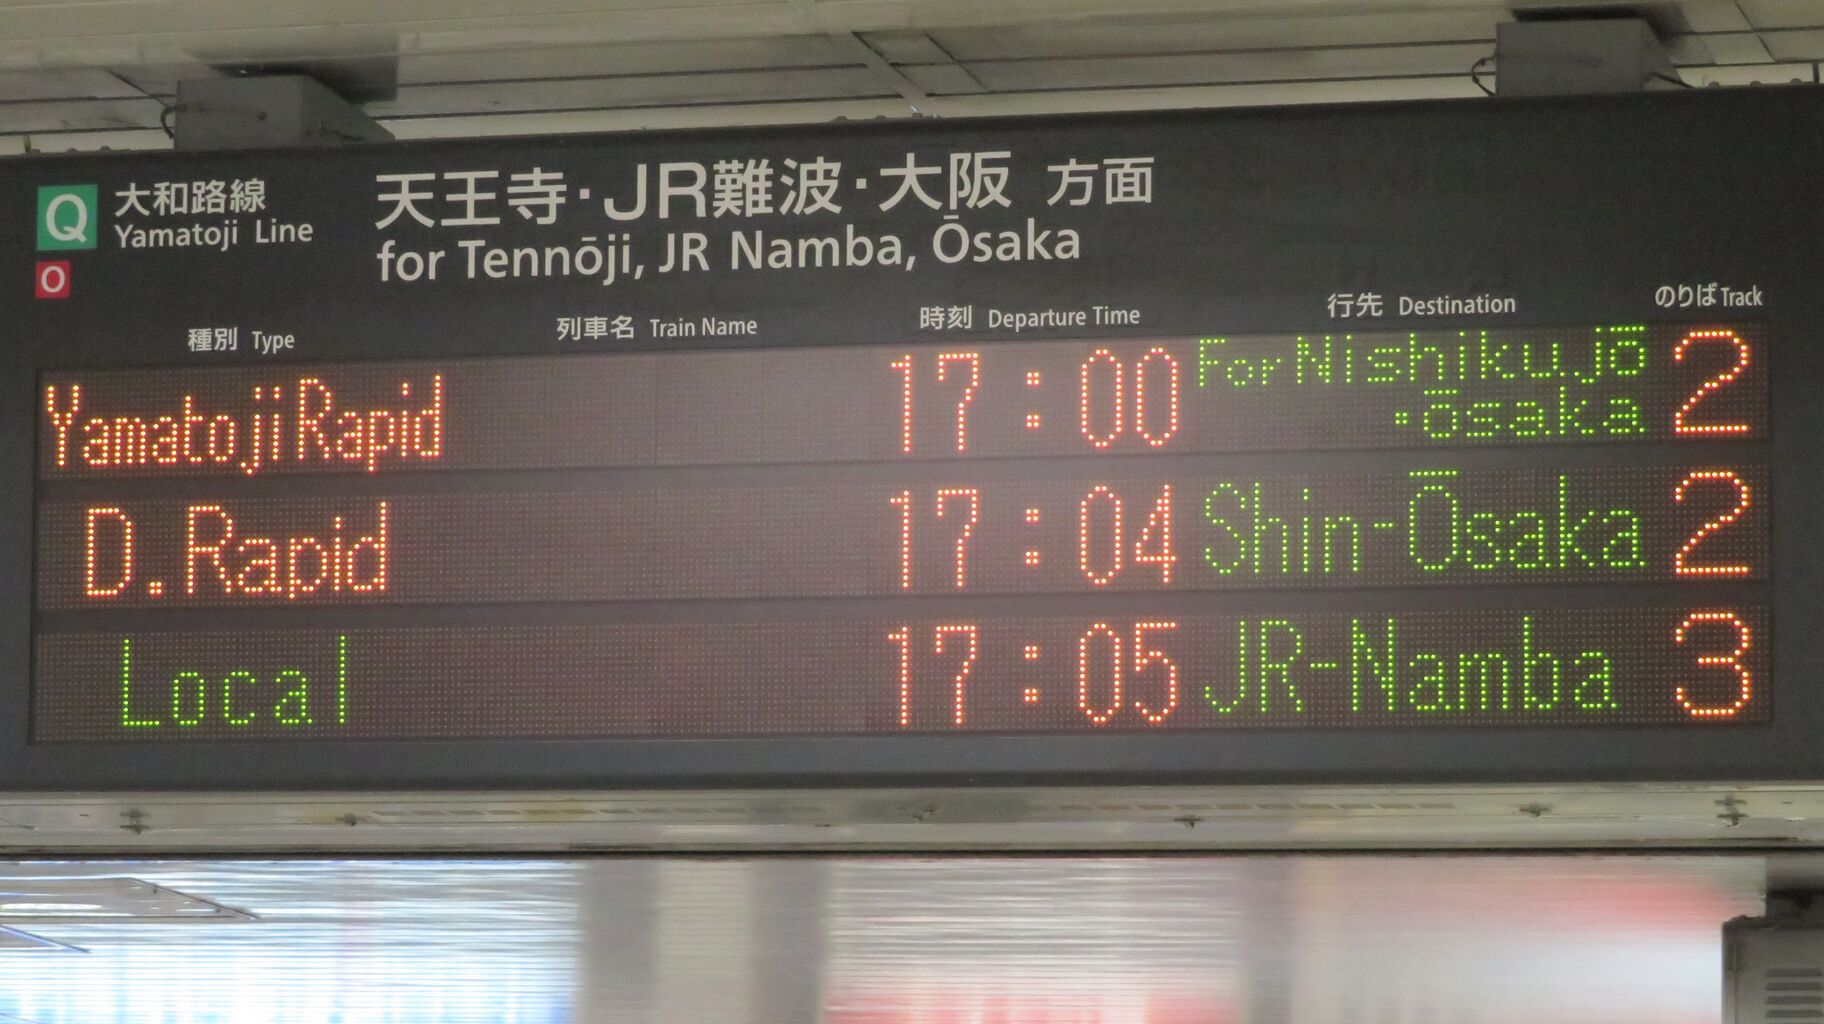 Q 大和路線 天王寺・JR難波・大阪 方面
Yamatoji Line for Tennōji, JR Namba, Ōsaka
O
種別 Type 列車名 Train Name 時刻 Departure Time 行先 Destination のりば Track
Yamatoji Rapid 17:00 For Nishikujō 2
・ōsaka
D.Rapid 17:04 Shin-Ōsaka 2
Local 17:05 JR-Namba 3